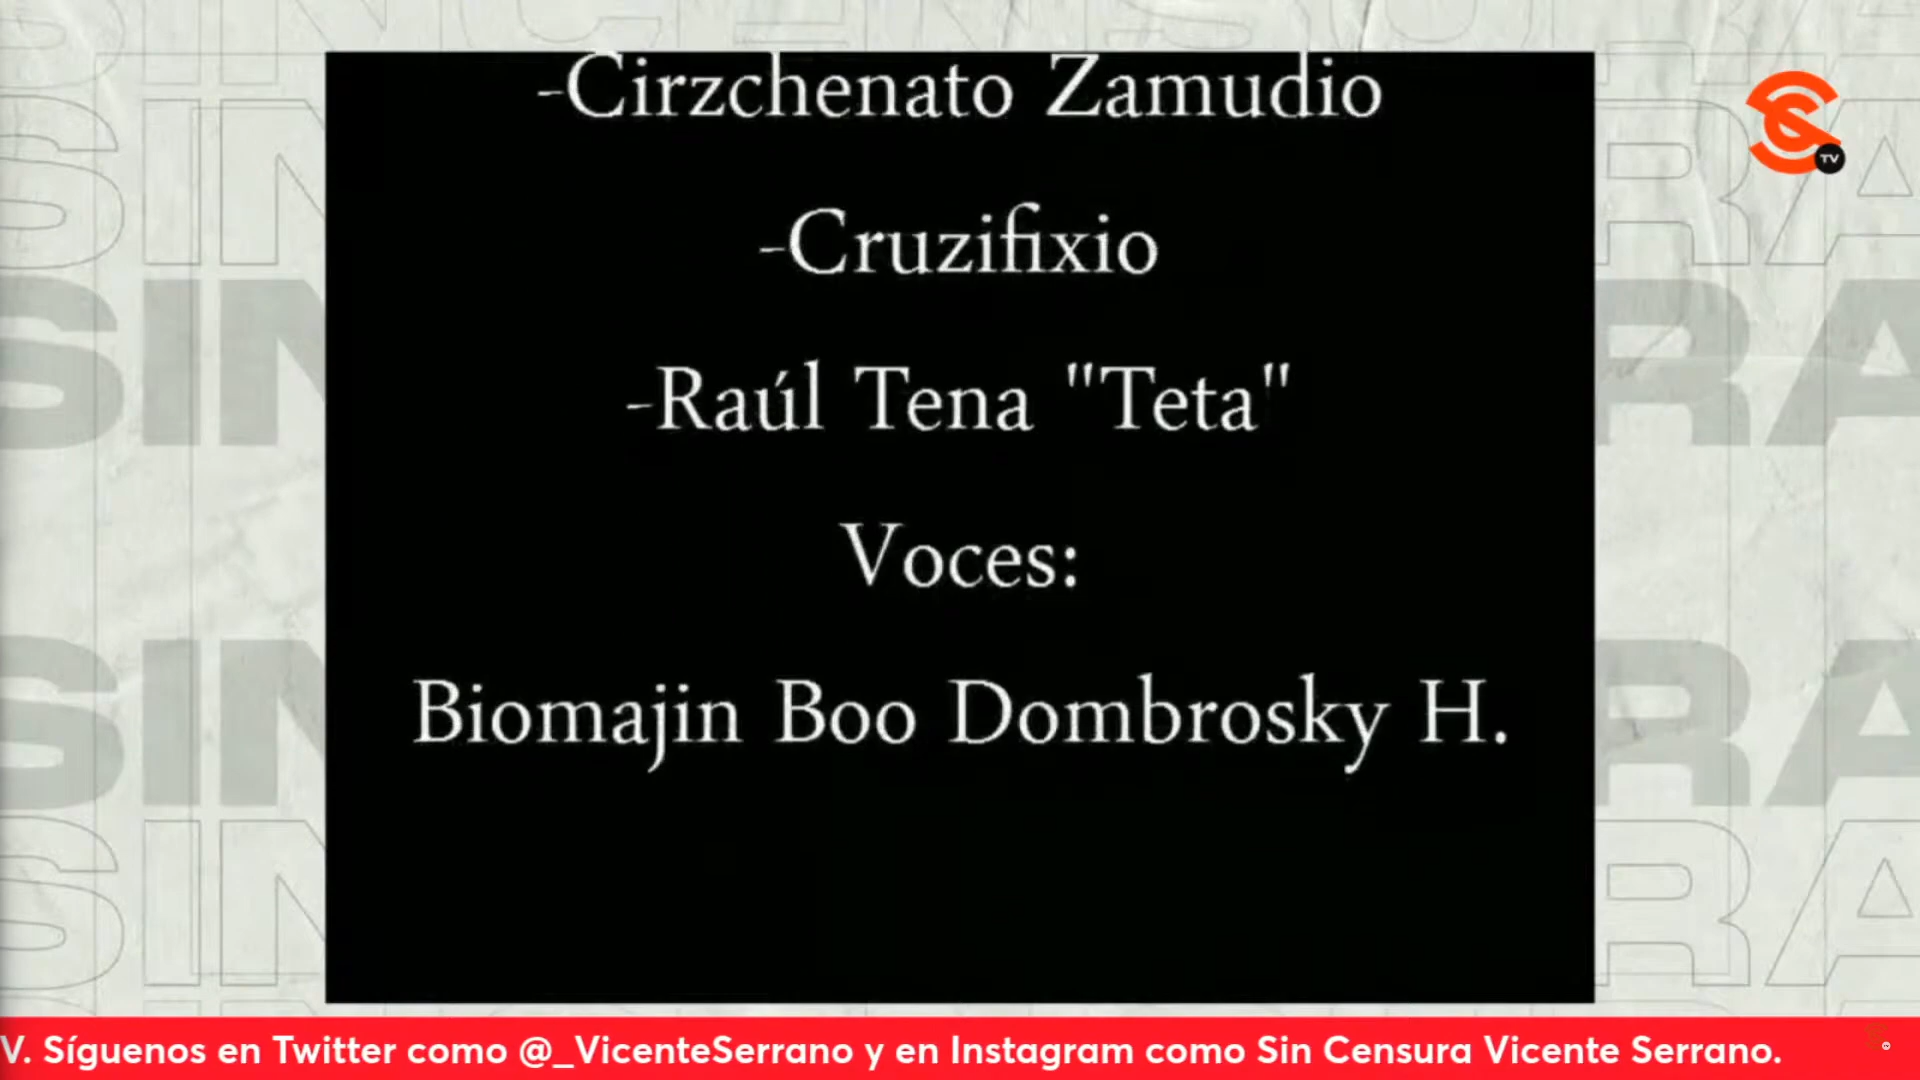 -Cirzchenato Zamudio
TV
-Cruzifixio
-Raúl Tena "Teta"
Voces:
Biomajin Boo Dombrosky H.
V. Síguenos en Twitter como @_VicenteSerrano y en Instagram como Sin Censura Vicente Serrano.